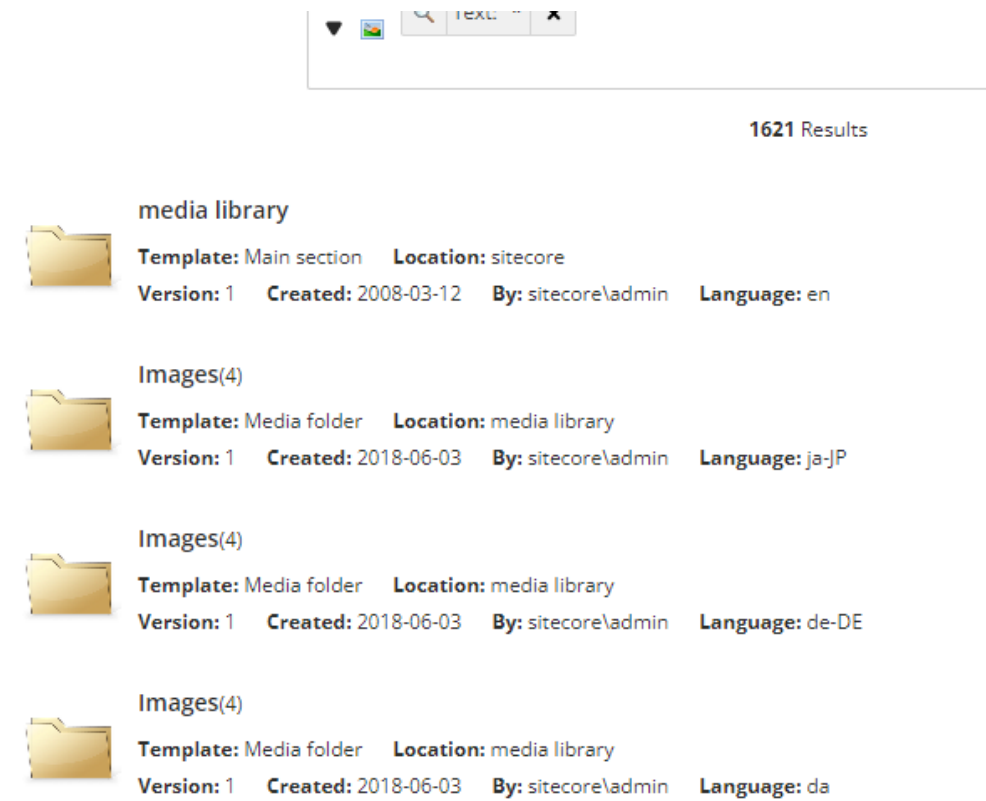 Text: *
1621 Results
media library
Template: Main section Location: sitecore
Version: 1 Created: 2008-03-12 By: sitecore\admin Language: en
Images(4)
Template: Media folder Location: media library
Version: 1 Created: 2018-06-03 By: sitecore\admin Language: ja-JP
Images(4)
Template: Media folder Location: media library
Version: 1 Created: 2018-06-03 By: sitecore\admin Language: de-DE
Images(4)
Template: Media folder Location: media library
Version: 1 Created: 2018-06-03 By: sitecore\admin Language: da